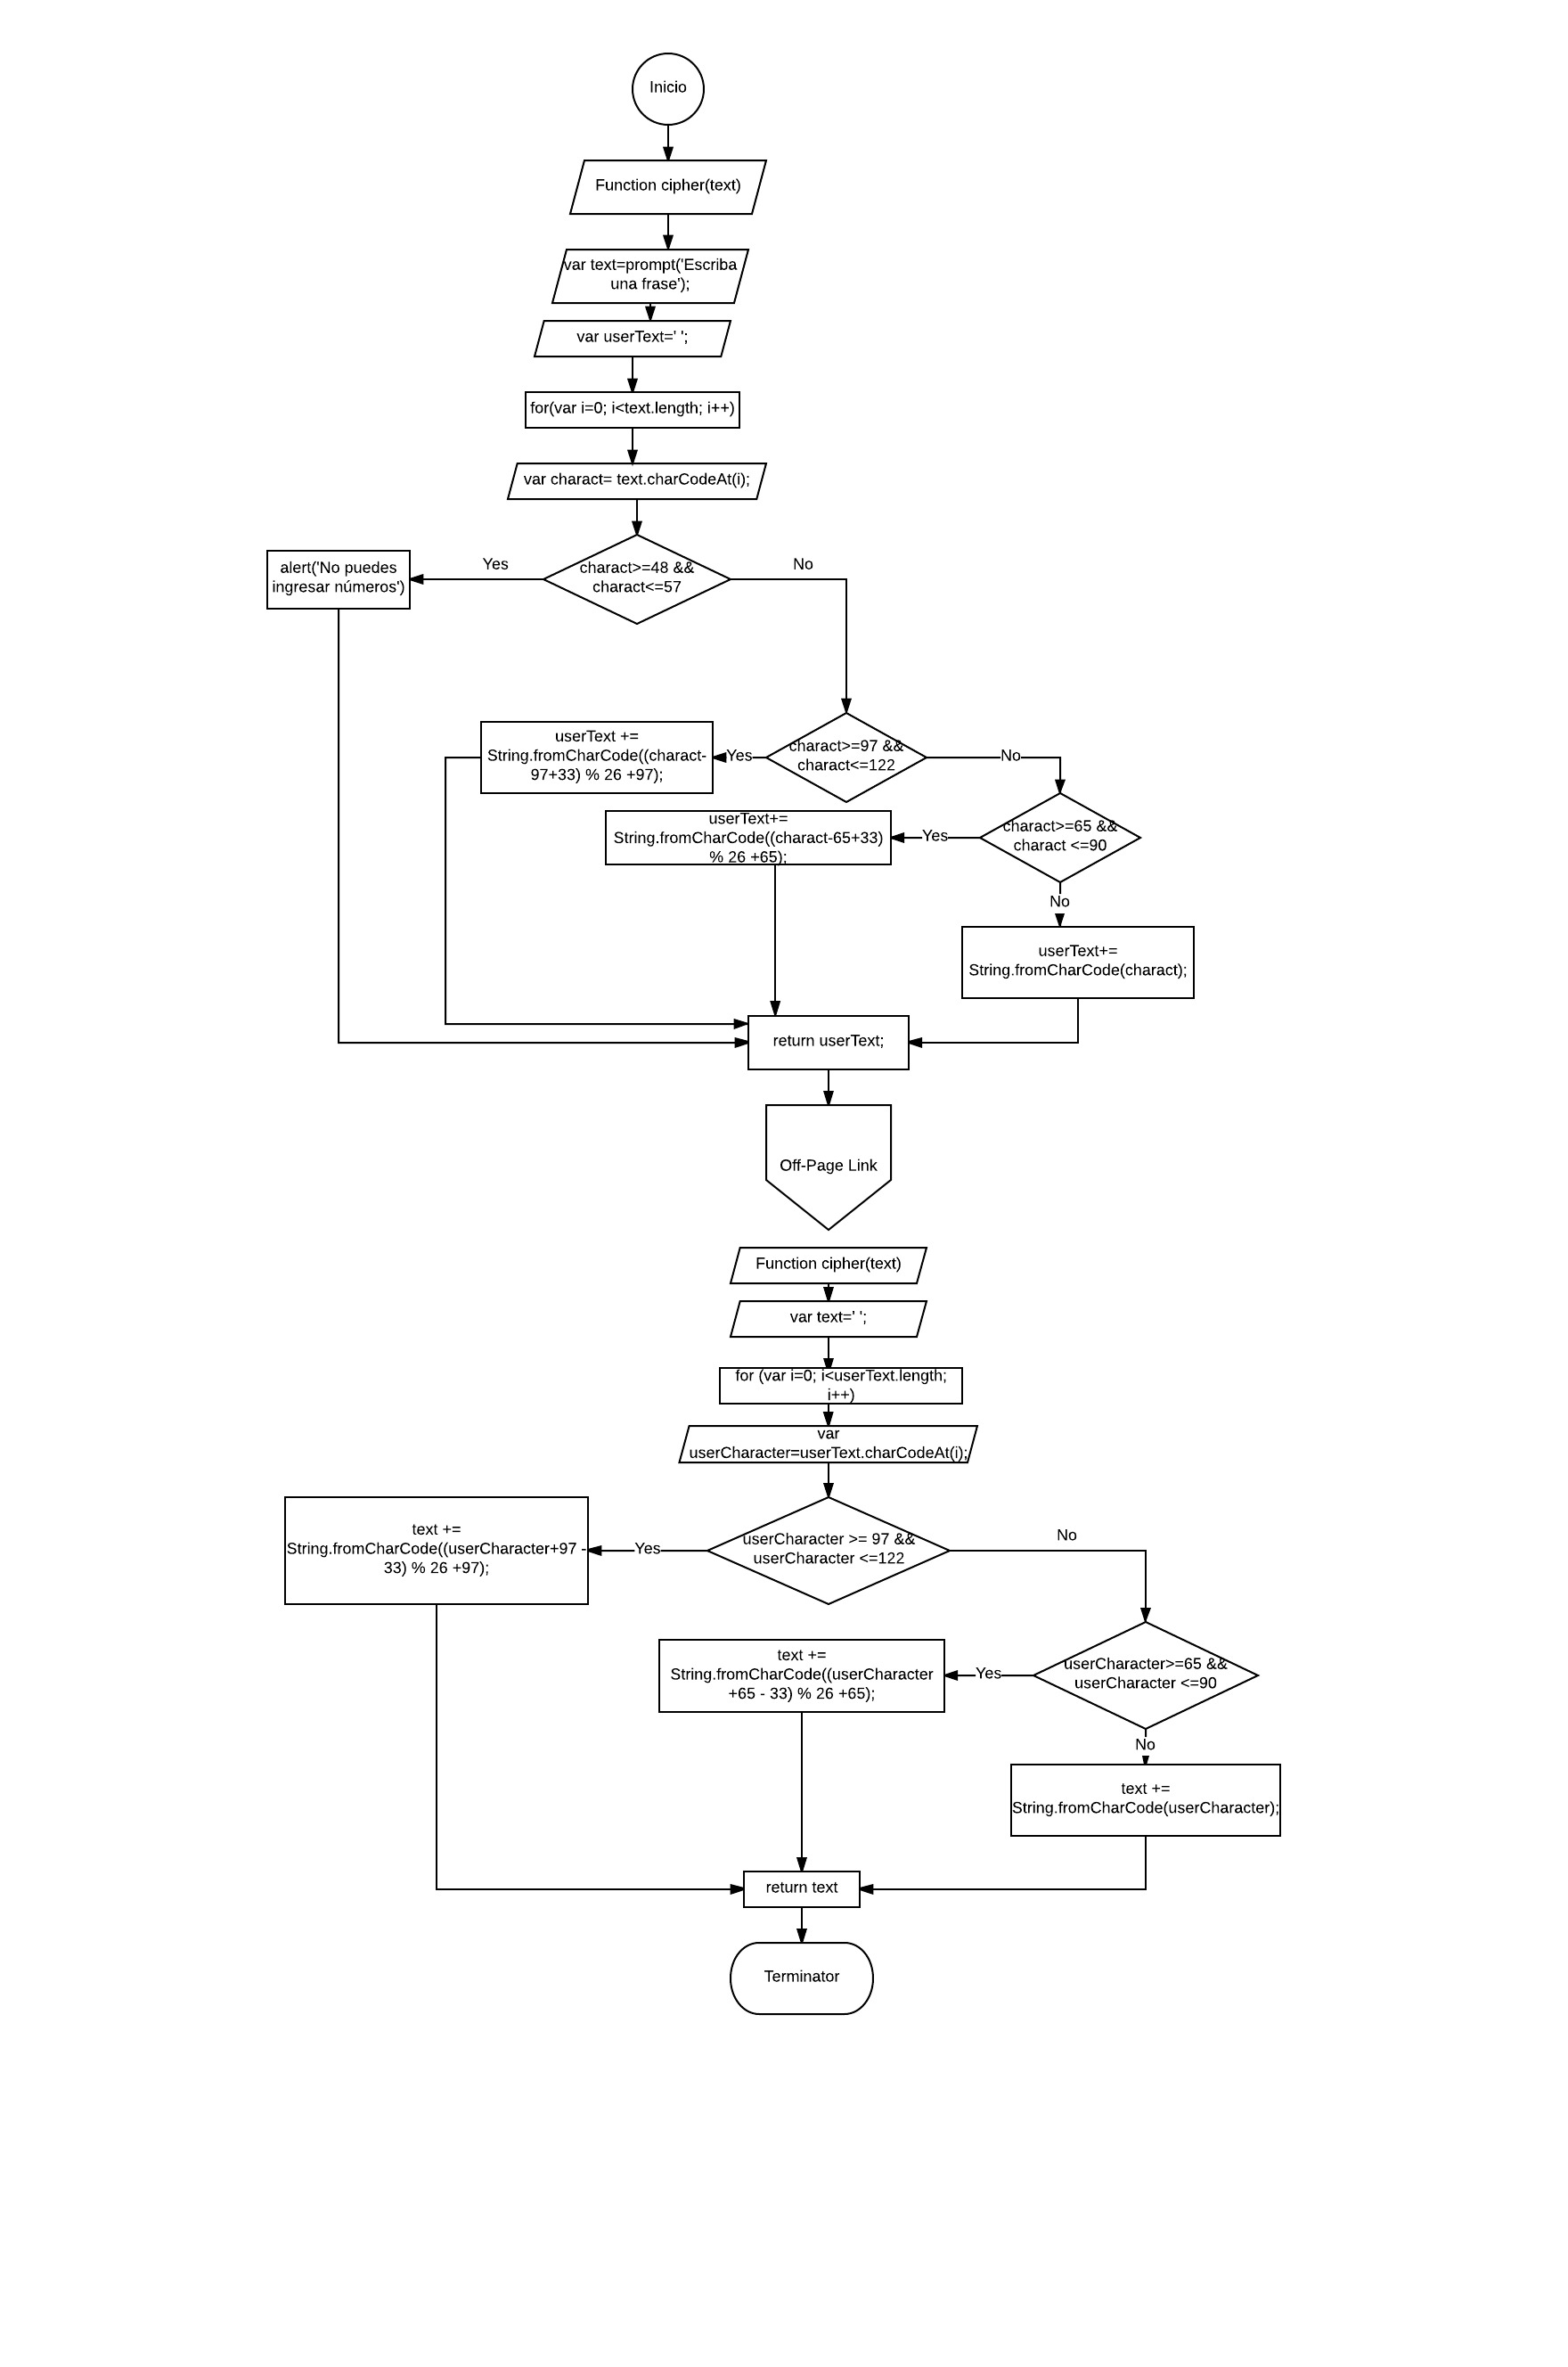 Inicio
Function cipher(text)
var text=prompt('Escriba
una frase');
var userText=' ';
for(var i=0; i<text.length; i++)
var charact= text.charCodeAt(i);
alert('No puedes
ingresar números')
Yes
charact>=48 &&
charact<=57
No
userText +=
String.fromCharCode((charact-
97+33) % 26 +97);
Yes
charact>=97 &&
charact<=122
No
userText+=
String.fromCharCode((charact-65+33)
% 26 +65);
Yes
charact>=65 &&
charact <=90
No
userText+=
String.fromCharCode(charact);
return userText;
Off-Page Link
Function cipher(text)
var text=' ';
for (var i=0; i<userText.length;
i++)
var
userCharacter=userText.charCodeAt(i);
text +=
String.fromCharCode((userCharacter+97 -
33) % 26 +97);
Yes
userCharacter >= 97 &&
userCharacter <=122
No
text +=
String.fromCharCode((userCharacter
+65 - 33) % 26 +65);
Yes
userCharacter>=65 &&
userCharacter <=90
No
text +=
String.fromCharCode(userCharacter);
return text
Terminator